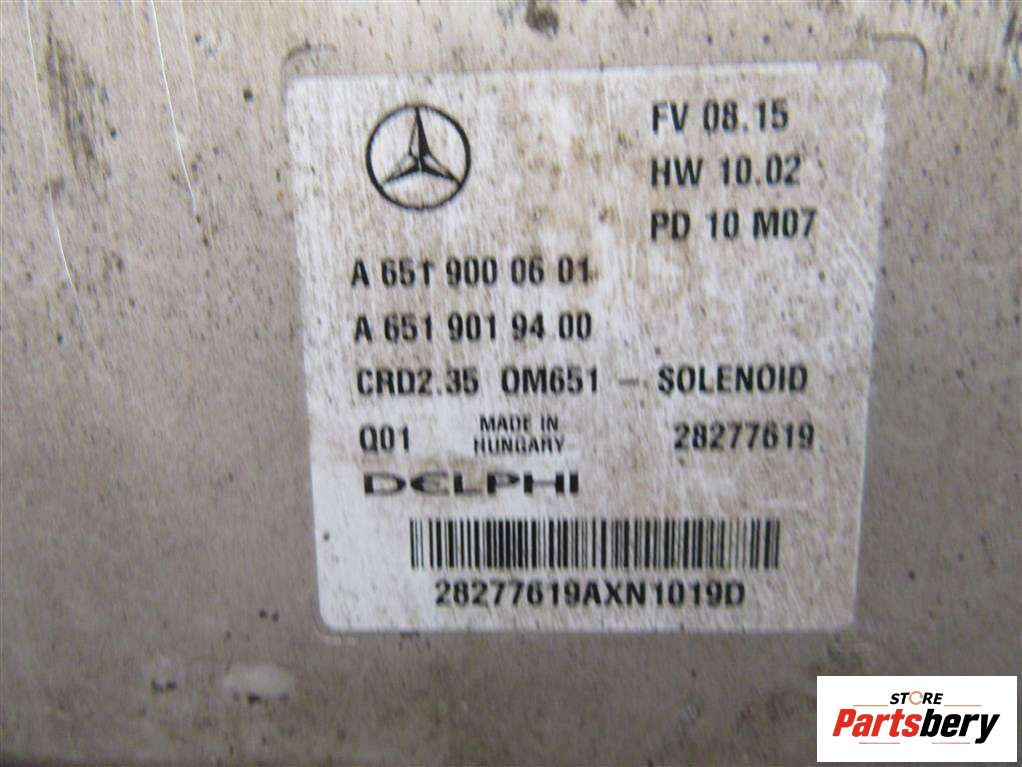 FV 08.15
HW 10.02
PD 10 M07
A 651 900 06 01
A 651 901 94 00
CRD2.35 OM651 - SOLENOID
Q01 MADE IN HUNGARY 28277619
DELPHI
28277619AXN1019D
STORE
Partsbery